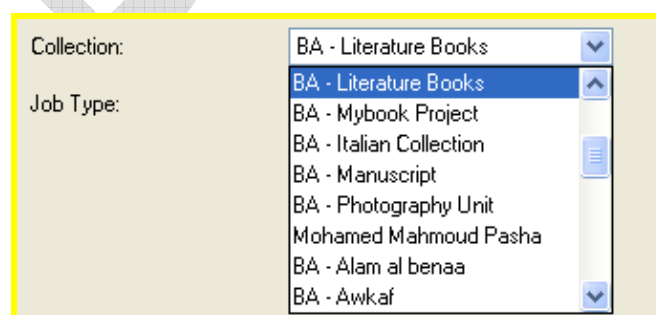 Collection:
BA - Literature Books
BA - Literature Books
Job Type:
BA - Mybook Project
BA - Italian Collection
BA - Manuscript
BA - Photography Unit
Mohamed Mahmoud Pasha
BA - Alam al benaa
BA - Awkaf